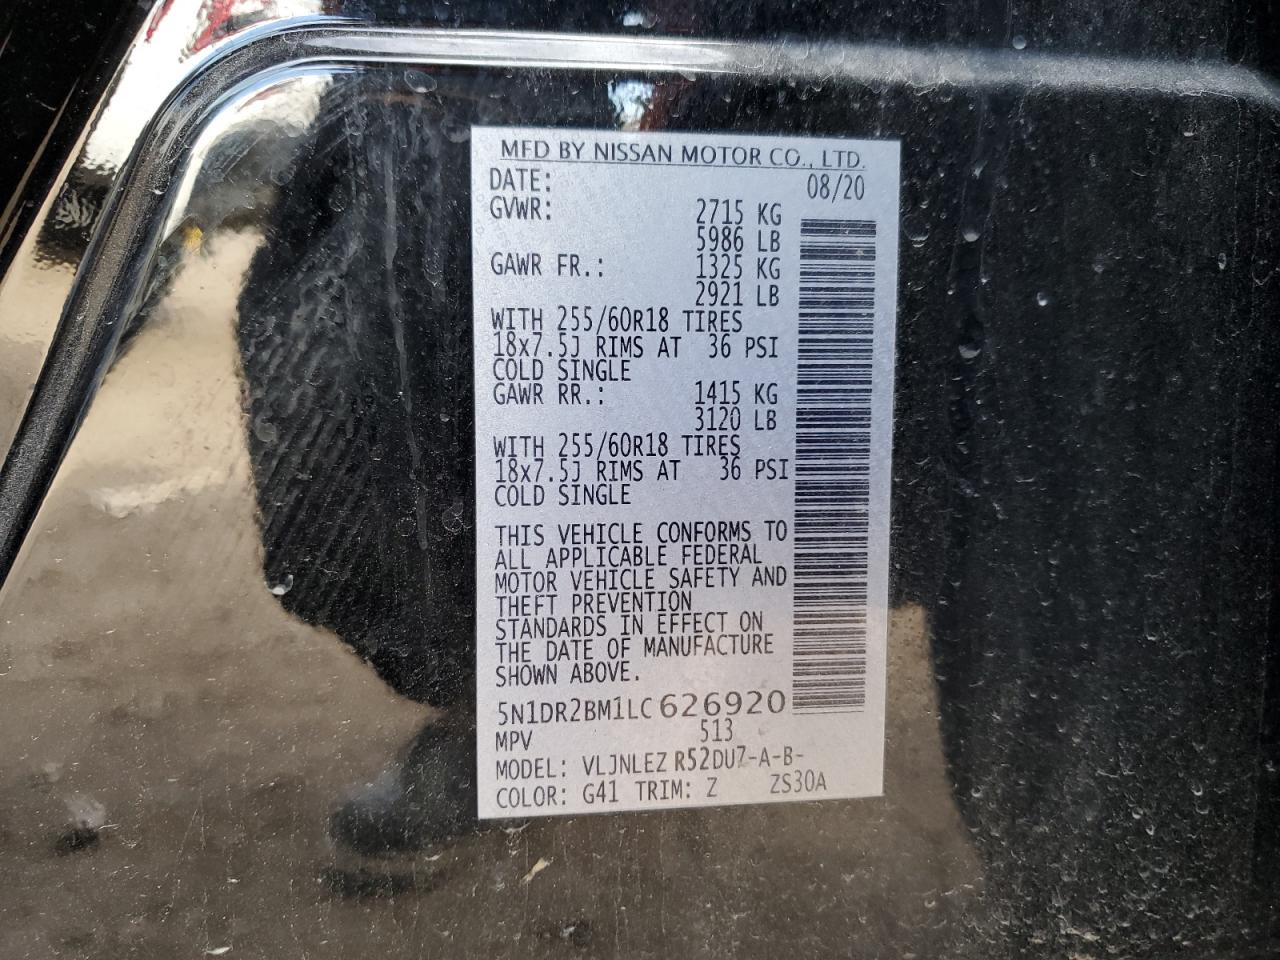 MFD BY NISSAN MOTOR CO., LTD.
DATE: 08/20
GVWR: 2715 KG
5986 LB
GAWR FR.: 1325 KG
2921 LB
WITH 255/60R18 TIRES
18x7.5J RIMS AT 36 PSI
COLD SINGLE
GAWR RR.: 1415 KG
3120 LB
WITH 255/60R18 TIRES
18x7.5J RIMS AT 36 PSI
COLD SINGLE
THIS VEHICLE CONFORMS TO
ALL APPLICABLE FEDERAL
MOTOR VEHICLE SAFETY AND
THEFT PREVENTION
STANDARDS IN EFFECT ON
THE DATE OF MANUFACTURE
SHOWN ABOVE.
5N1DR2BM1LC626920
MPV 513
MODEL: VLJNLEZ R52DUZ-A-B-
COLOR: G41 TRIM: Z ZS30A